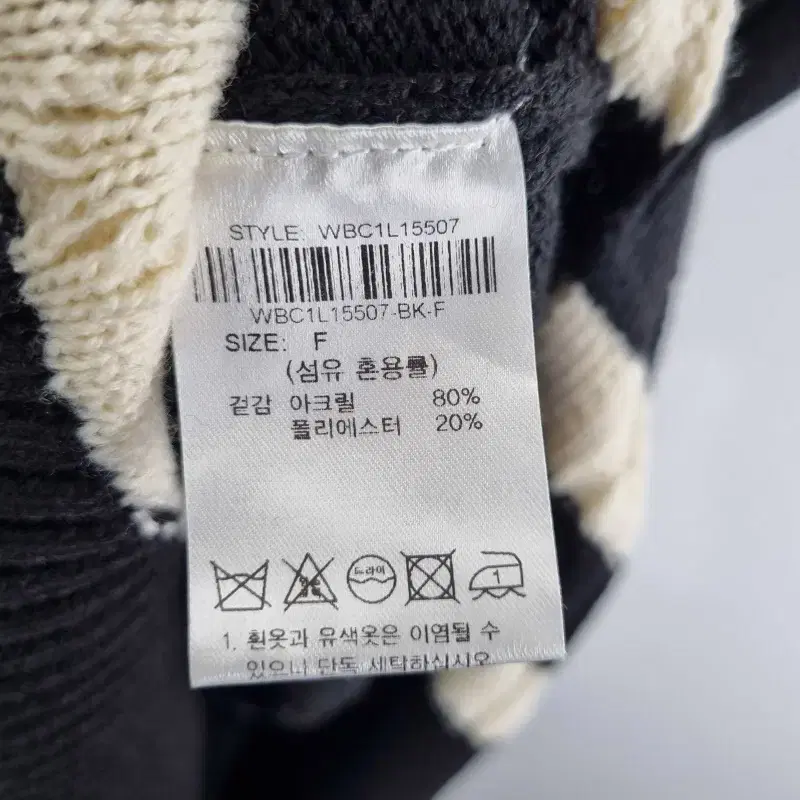 STYLE: WBC1L15507
WBC1L15507-BK-F
SIZE: F
(섬유 혼용률)
겉감 아크릴 80%
폴리에스터 20%
드라이
1
1. 흰옷과 유색옷은 이염될 수
있으니 단독 세탁하십시오